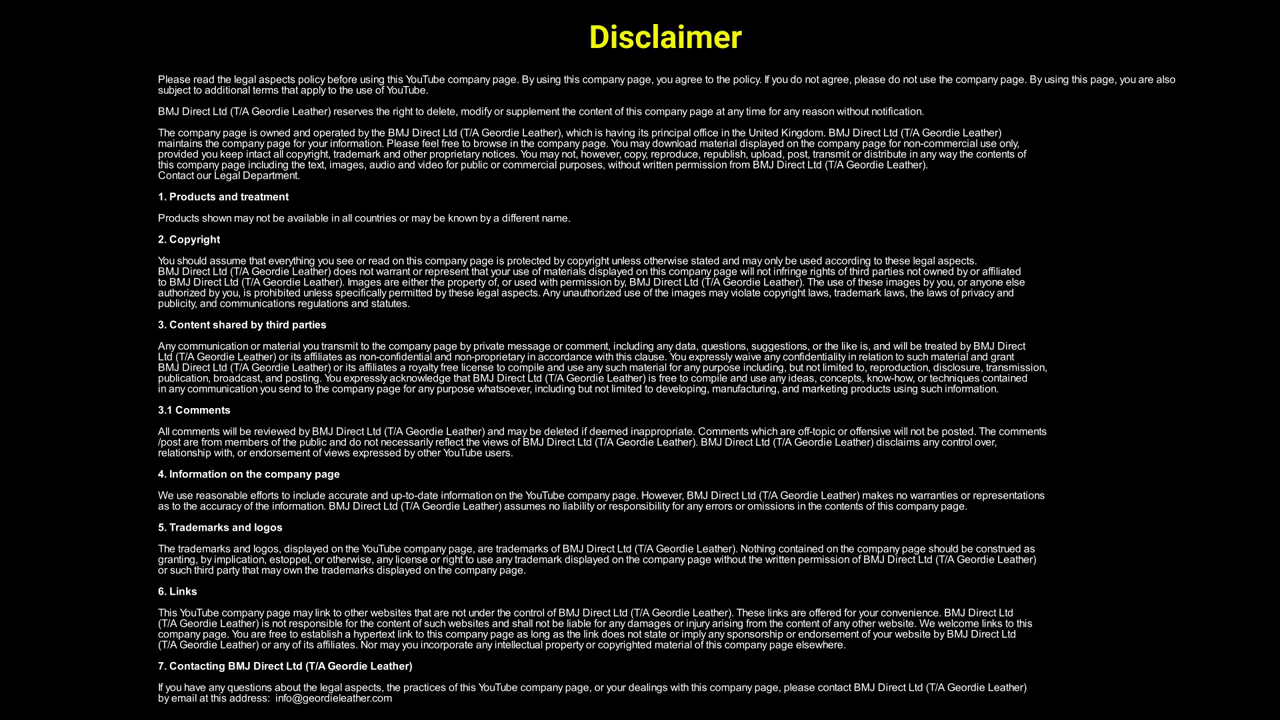 Disclaimer
Please read the legal aspects policy before using this YouTube company page. By using this company page, you agree to the policy. If you do not agree, please do not use the company page. By using this page, you are also
subject to additional terms that apply to the use of YouTube.
BMJ Direct Ltd (T/A Geordie Leather) reserves the right to delete, modify or supplement the content of this company page at any time for any reason without notification.
The company page is owned and operated by the BMJ Direct Ltd (T/A Geordie Leather), which is having its principal office in the United Kingdom. BMJ Direct Ltd (T/A Geordie Leather)
maintains the company page for your information. Please feel free to browse in the company page. You may download material displayed on the company page for non-commercial use only,
provided you keep intact all copyright, trademark and other proprietary notices. You may not, however, copy, reproduce, republish, upload, post, transmit or distribute in any way the contents of
this company page including the text, images, audio and video for public or commercial purposes, without written permission from BMJ Direct Ltd (T/A Geordie Leather).
Contact our Legal Department.
1. Products and treatment
Products shown may not be available in all countries or may be known by a different name.
2. Copyright
You should assume that everything you see or read on this company page is protected by copyright unless otherwise stated and may only be used according to these legal aspects.
BMJ Direct Ltd (T/A Geordie Leather) does not warrant or represent that your use of materials displayed on this company page will not infringe rights of third parties not owned by or affiliated
to BMJ Direct Ltd (T/A Geordie Leather). Images are either the property of, or used with permission by, BMJ Direct Ltd (T/A Geordie Leather). The use of these images by you, or anyone else
authorized by you, is prohibited unless specifically permitted by these legal aspects. Any unauthorized use of the images may violate copyright laws, trademark laws, the laws of privacy and
publicity, and communications regulations and statutes.
3. Content shared by third parties
Any communication or material you transmit to the company page by private message or comment, including any data, questions, suggestions, or the like is, and will be treated by BMJ Direct
Ltd (T/A Geordie Leather) or its affiliates as non-confidential and non-proprietary in accordance with this clause. You expressly waive any confidentiality in relation to such material and grant
BMJ Direct Ltd (T/A Geordie Leather) or its affiliates a royalty free license to compile and use any such material for any purpose including, but not limited to, reproduction, disclosure, transmission,
publication, broadcast, and posting. You expressly acknowledge that BMJ Direct Ltd (T/A Geordie Leather) is free to compile and use any ideas, concepts, know-how, or techniques contained
in any communication you send to the company page for any purpose whatsoever, including but not limited to developing, manufacturing, and marketing products using such information.
3.1 Comments
All comments will be reviewed by BMJ Direct Ltd (T/A Geordie Leather) and may be deleted if deemed inappropriate. Comments which are off-topic or offensive will not be posted. The comments
/post are from members of the public and do not necessarily reflect the views of BMJ Direct Ltd (T/A Geordie Leather). BMJ Direct Ltd (T/A Geordie Leather) disclaims any control over,
relationship with, or endorsement of views expressed by other YouTube users.
4. Information on the company page
We use reasonable efforts to include accurate and up-to-date information on the YouTube company page. However, BMJ Direct Ltd (T/A Geordie Leather) makes no warranties or representations
as to the accuracy of the information. BMJ Direct Ltd (T/A Geordie Leather) assumes no liability or responsibility for any errors or omissions in the contents of this company page.
5. Trademarks and logos
The trademarks and logos, displayed on the YouTube company page, are trademarks of BMJ Direct Ltd (T/A Geordie Leather). Nothing contained on the company page should be construed as
granting, by implication, estoppel, or otherwise, any license or right to use any trademark displayed on the company page without the written permission of BMJ Direct Ltd (T/A Geordie Leather)
or such third party that may own the trademarks displayed on the company page.
6. Links
This YouTube company page may link to other websites that are not under the control of BMJ Direct Ltd (T/A Geordie Leather). These links are offered for your convenience. BMJ Direct Ltd
(T/A Geordie Leather) is not responsible for the content of such websites and shall not be liable for any damages or injury arising from the content of any other website. We welcome links to this
company page. You are free to establish a hypertext link to this company page as long as the link does not state or imply any sponsorship or endorsement of your website by BMJ Direct Ltd
(T/A Geordie Leather) or any of its affiliates. Nor may you incorporate any intellectual property or copyrighted material of this company page elsewhere.
7. Contacting BMJ Direct Ltd (T/A Geordie Leather)
If you have any questions about the legal aspects, the practices of this YouTube company page, or your dealings with this company page, please contact BMJ Direct Ltd (T/A Geordie Leather)
by email at this address:  info@geordieleather.com